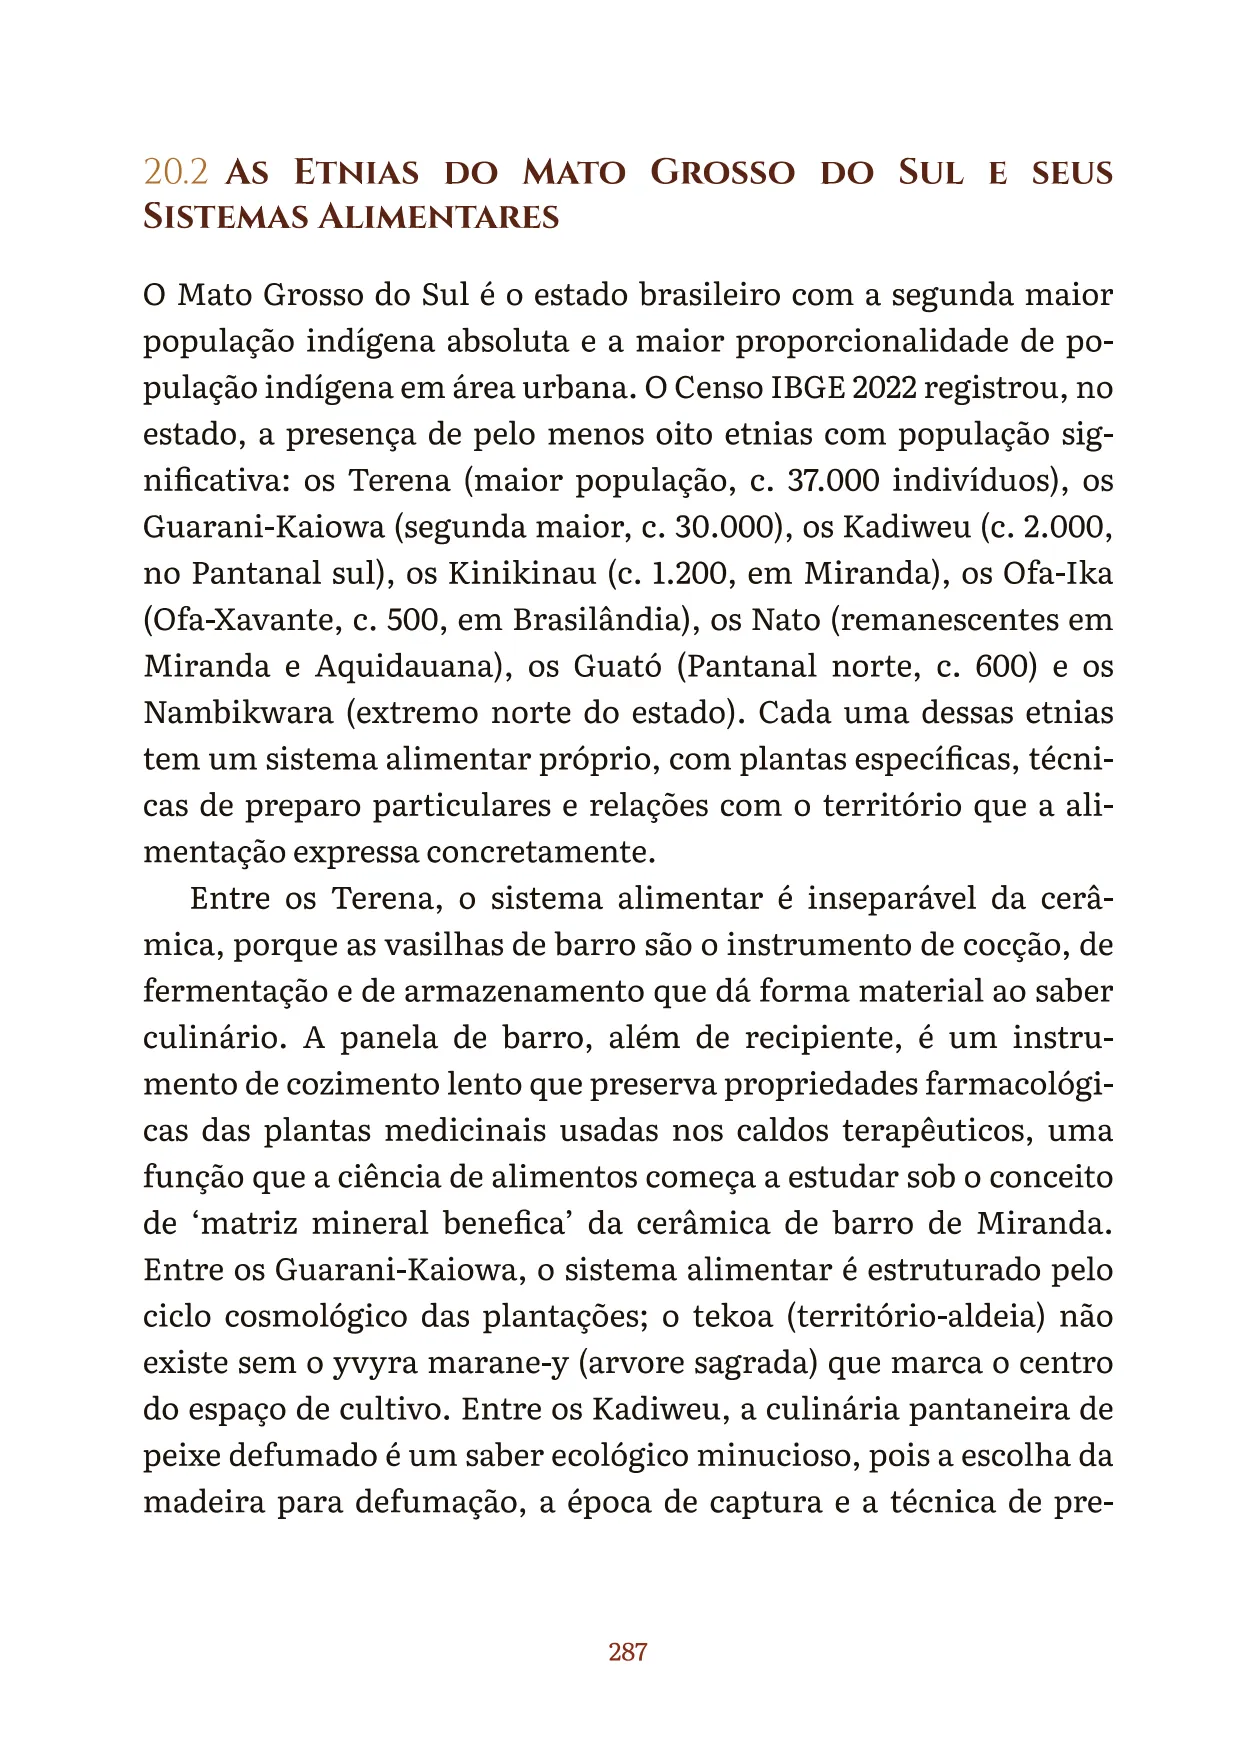 20.2 As Etnias do Mato Grosso do Sul e seus
Sistemas Alimentares
O Mato Grosso do Sul é o estado brasileiro com a segunda maior
população indígena absoluta e a maior proporcionalidade de po-
pulação indígena em área urbana. O Censo IBGE 2022 registrou, no
estado, a presença de pelo menos oito etnias com população sig-
nificativa: os Terena (maior população, c. 37.000 indivíduos), os
Guarani-Kaiowa (segunda maior, c. 30.000), os Kadiweu (c. 2.000,
no Pantanal sul), os Kinikinau (c. 1.200, em Miranda), os Ofa-Ika
(Ofa-Xavante, c. 500, em Brasilândia), os Nato (remanescentes em
Miranda e Aquidauana), os Guató (Pantanal norte, c. 600) e os
Nambikwara (extremo norte do estado). Cada uma dessas etnias
tem um sistema alimentar próprio, com plantas específicas, técni-
cas de preparo particulares e relações com o território que a ali-
mentação expressa concretamente.
Entre os Terena, o sistema alimentar é inseparável da cerâ-
mica, porque as vasilhas de barro são o instrumento de cocção, de
fermentação e de armazenamento que dá forma material ao saber
culinário. A panela de barro, além de recipiente, é um instru-
mento de cozimento lento que preserva propriedades farmacológi-
cas das plantas medicinais usadas nos caldos terapêuticos, uma
função que a ciência de alimentos começa a estudar sob o conceito
de ‘matriz mineral benefica’ da cerâmica de barro de Miranda.
Entre os Guarani-Kaiowa, o sistema alimentar é estruturado pelo
ciclo cosmológico das plantações; o tekoa (território-aldeia) não
existe sem o yvyra marane-y (arvore sagrada) que marca o centro
do espaço de cultivo. Entre os Kadiweu, a culinária pantaneira de
peixe defumado é um saber ecológico minucioso, pois a escolha da
madeira para defumação, a época de captura e a técnica de pre-
287